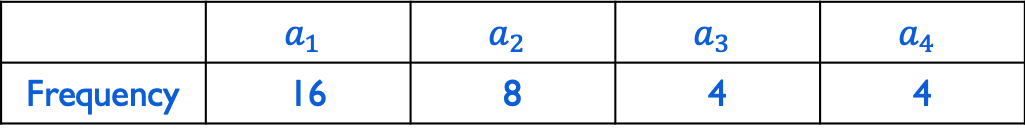 a₁ a₂ a₃ a₄
Frequency 16 8 4 4